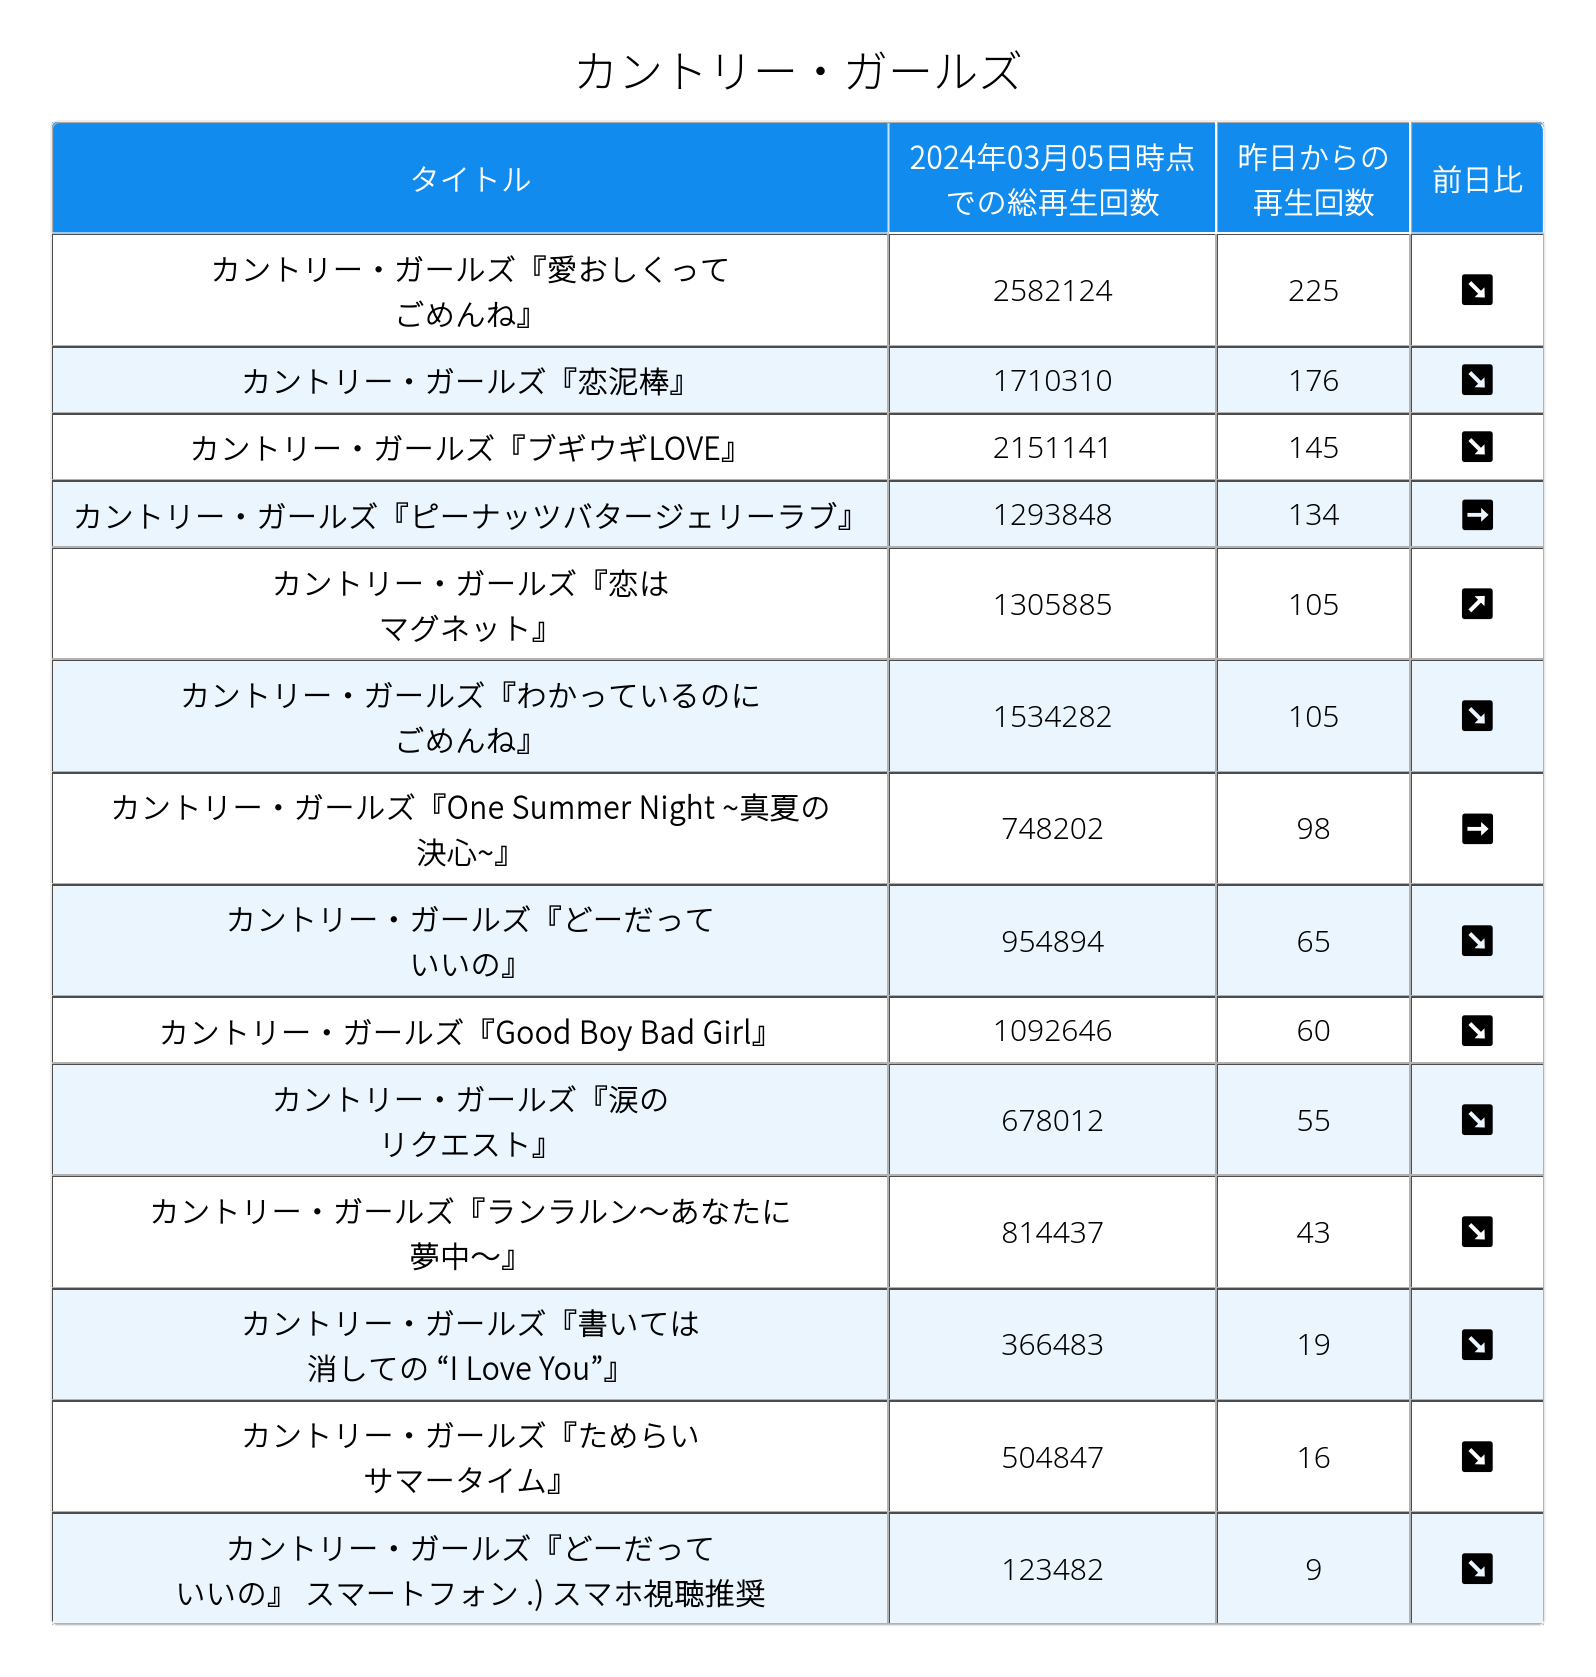 カントリー・ガールズ
タイトル
2024年03月05日時点
での総再生回数
昨日からの
再生回数
前日比
カントリー・ガールズ『愛おしくって
ごめんね』
2582124
225
カントリー・ガールズ『恋泥棒』
1710310
176
カントリー・ガールズ『ブギウギLOVE』
2151141
145
カントリー・ガールズ『ピーナッツバタージェリーラブ』
1293848
134
カントリー・ガールズ『恋は
マグネット』
1305885
105
カントリー・ガールズ『わかっているのに
ごめんね』
1534282
105
カントリー・ガールズ『One Summer Night ~真夏の
決心~』
748202
98
カントリー・ガールズ『どーだって
いいの』
954894
65
カントリー・ガールズ『Good Boy Bad Girl』
1092646
60
カントリー・ガールズ『涙の
リクエスト』
678012
55
カントリー・ガールズ『ランラルン～あなたに
夢中～』
814437
43
カントリー・ガールズ『書いては
消しての “I Love You”』
366483
19
カントリー・ガールズ『ためらい
サマータイム』
504847
16
カントリー・ガールズ『どーだって
いいの』 スマートフォン .) スマホ視聴推奨
123482
9